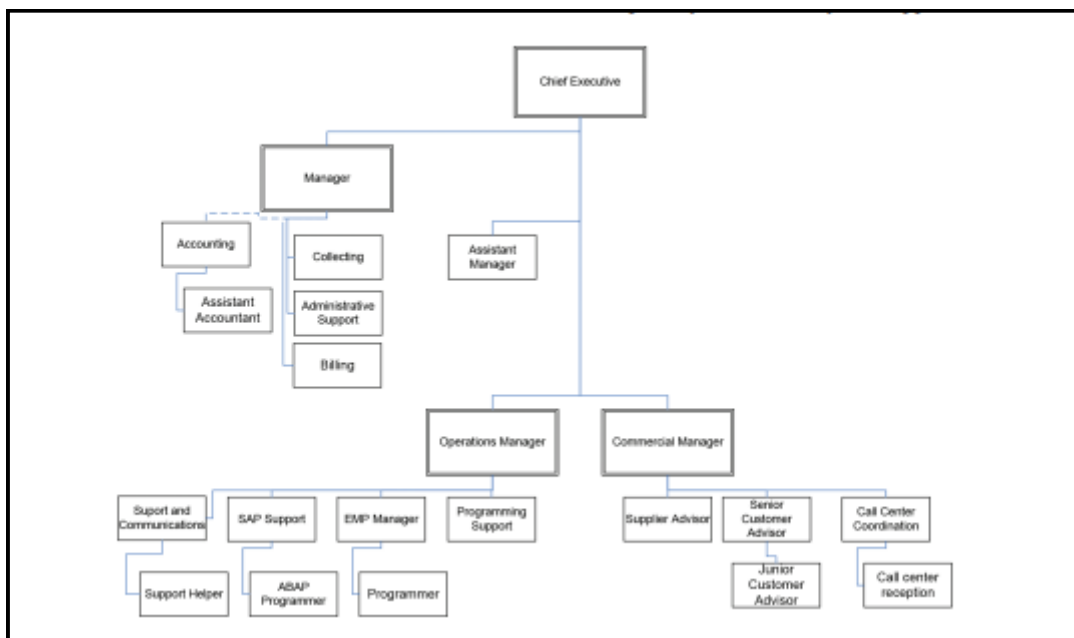 Chief Executive
Manager
Accounting
Collecting
Assistant
Manager
Assistant
Accountant
Administrative
Support
Billing
Operations Manager
Commercial Manager
Suport and
Communications
SAP Support
EMP Manager
Programming
Support
Supplier Advisor
Senior
Customer
Advisor
Call Center
Coordination
Support Helper
ABAP
Programmer
Programmer
Junior
Customer
Advisor
Call center
reception